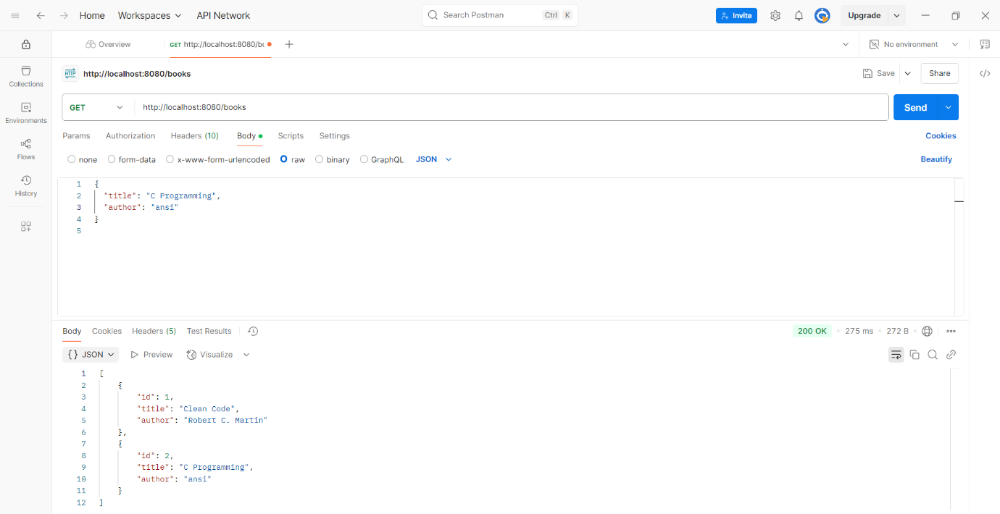 Home Workspaces API Network Search Postman Ctrl K Invite Upgrade
Overview GET http://localhost:8080/bc No environment
HTTP http://localhost:8080/books Save Share
Collections
Environments
Flows
History
GET http://localhost:8080/books Send
Params Authorization Headers (10) Body Scripts Settings Cookies
none form-data x-www-form-urlencoded raw binary GraphQL JSON Beautify
1 {
2 "title": "C Programming",
3 "author": "ansi"
4 }
5
Body Cookies Headers (5) Test Results 200 OK 275 ms 272 B
{} JSON Preview Visualize
1 [
2 {
3 "id": 1,
4 "title": "Clean Code",
5 "author": "Robert C. Martin"
6 },
7 {
8 "id": 2,
9 "title": "C Programming",
10 "author": "ansi"
11 }
12 ]